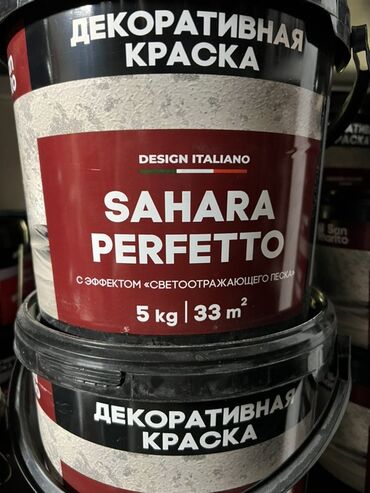 ДЕКОРАТИВНАЯ
КРАСКА
DESIGN ITALIANO
SAHARA
PERFETTO
С ЭФФЕКТОМ «СВЕТООТРАЖАЮЩЕГО ПЕСКА»
5 kg | 33 m²
ДЕКОРАТИВНАЯ
КРАСКА